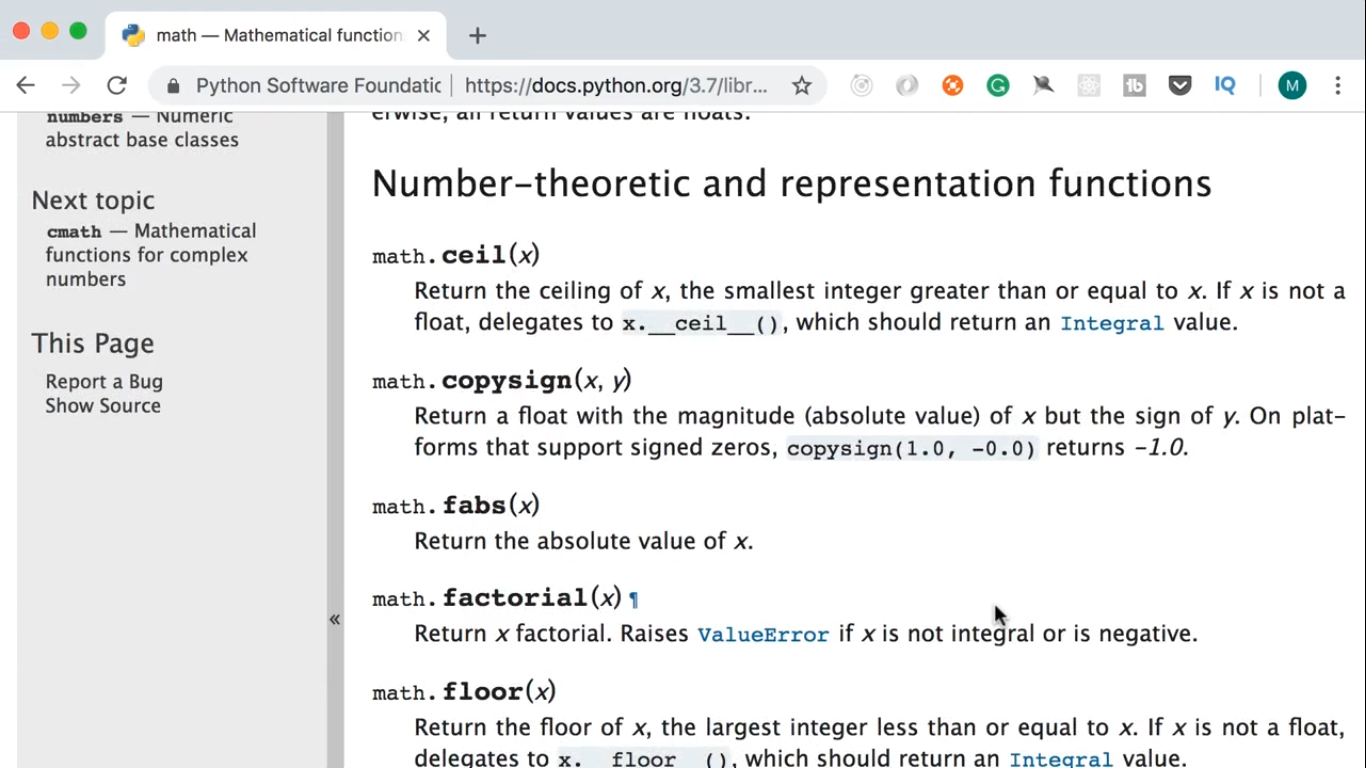 math — Mathematical function
Python Software Foundatic | https://docs.python.org/3.7/libr...
M
numbers — Numeric
abstract base classes
Next topic
cmath — Mathematical
functions for complex
numbers
This Page
Report a Bug
Show Source
«
erwise, all return values are floats.
Number-theoretic and representation functions
math.ceil(x)
Return the ceiling of x, the smallest integer greater than or equal to x. If x is not a
float, delegates to x.__ceil__(), which should return an Integral value.
math.copysign(x, y)
Return a float with the magnitude (absolute value) of x but the sign of y. On plat-
forms that support signed zeros, copysign(1.0, -0.0) returns -1.0.
math.fabs(x)
Return the absolute value of x.
math.factorial(x) ¶
Return x factorial. Raises ValueError if x is not integral or is negative.
math.floor(x)
Return the floor of x, the largest integer less than or equal to x. If x is not a float,
delegates to x.__floor__(), which should return an Integral value.